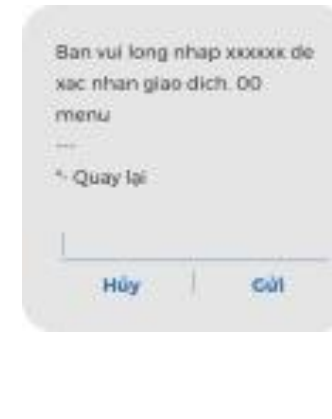 Ban vui long nhap xxxxxx de
xac nhan giao dich. 00
menu
---
*- Quay lại
Hủy
Gửi